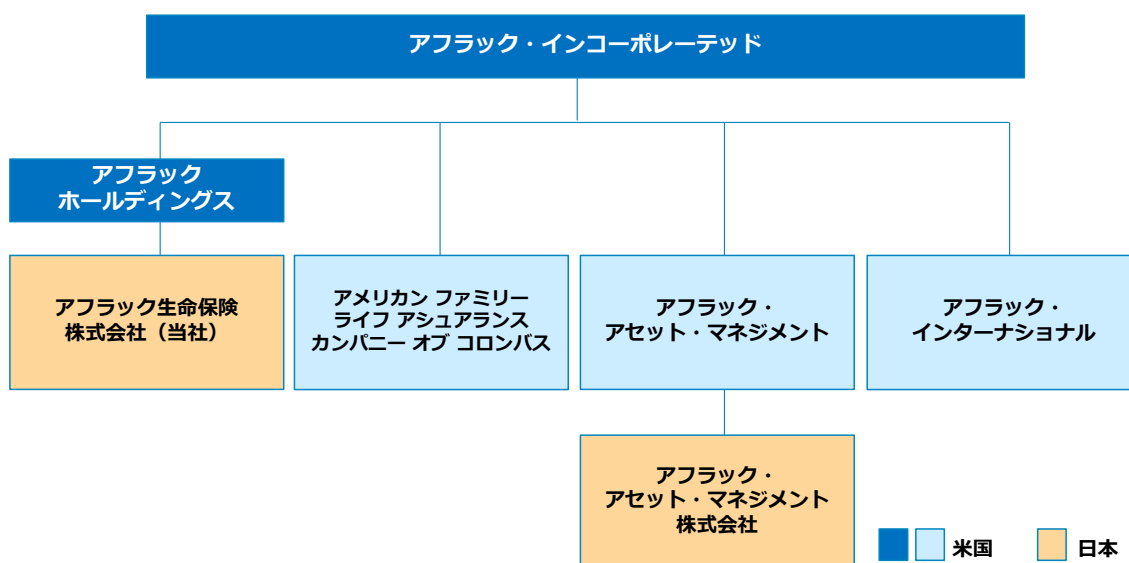 アフラック・インコーポレーテッド
アフラック
ホールディングス
アフラック生命保険
株式会社（当社）
アメリカン ファミリー
ライフ アシュアランス
カンパニー オブ コロンバス
アフラック・
アセット・マネジメント
アフラック・
インターナショナル
アフラック・
アセット・マネジメント
株式会社
米国
日本